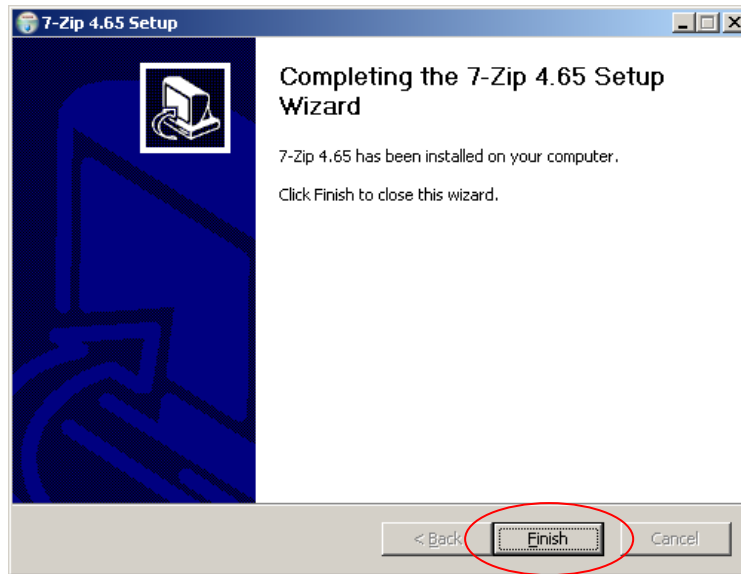 7-Zip 4.65 Setup
Completing the 7-Zip 4.65 Setup
Wizard
7-Zip 4.65 has been installed on your computer.
Click Finish to close this wizard.
< Back
Finish
Cancel